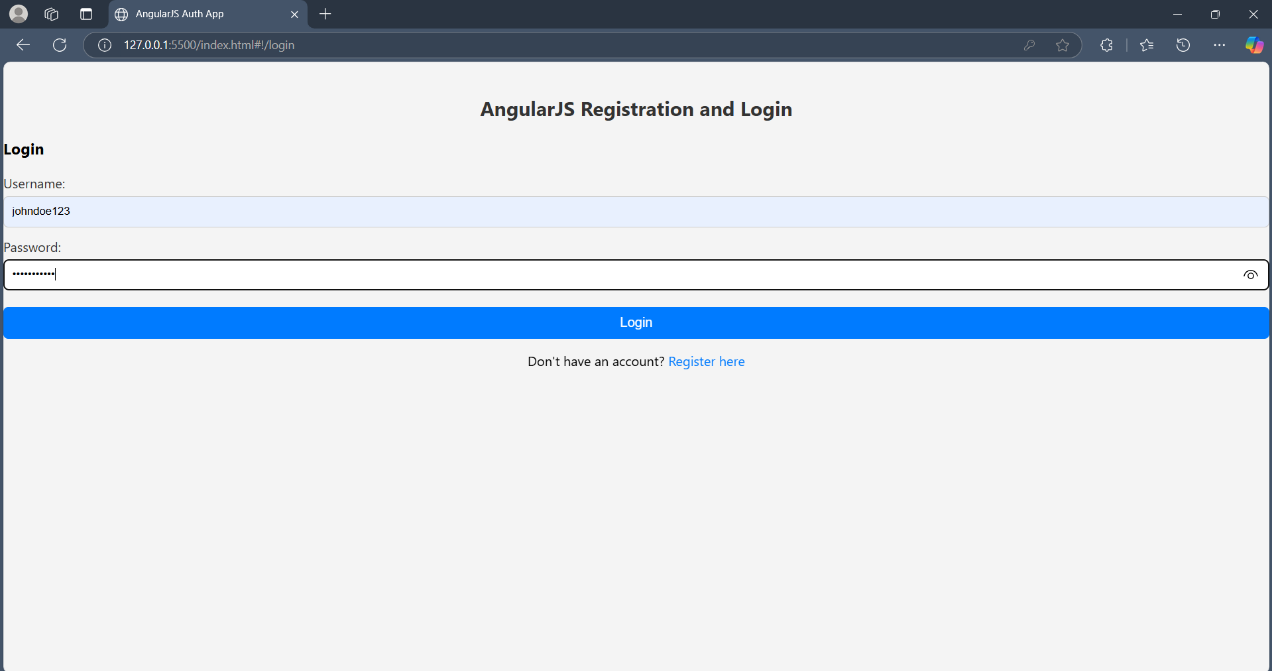 AngularJS Auth App
127.0.0.1:5500/index.html#!/login
AngularJS Registration and Login
Login
Username:
johndoe123
Password:
•••••••••••
Login
Don't have an account? Register here